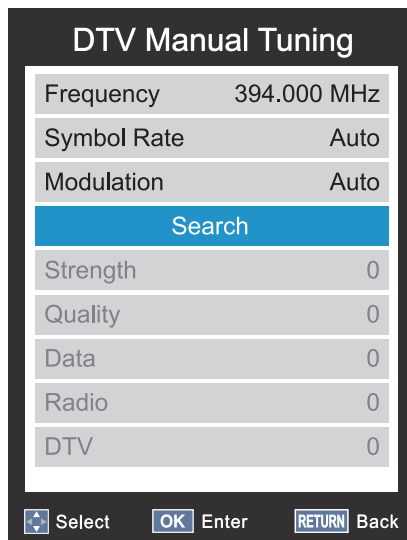 DTV Manual Tuning
Frequency 394.000 MHz
Symbol Rate Auto
Modulation Auto
Search
Strength 0
Quality 0
Data 0
Radio 0
DTV 0
Select OK Enter RETURN Back